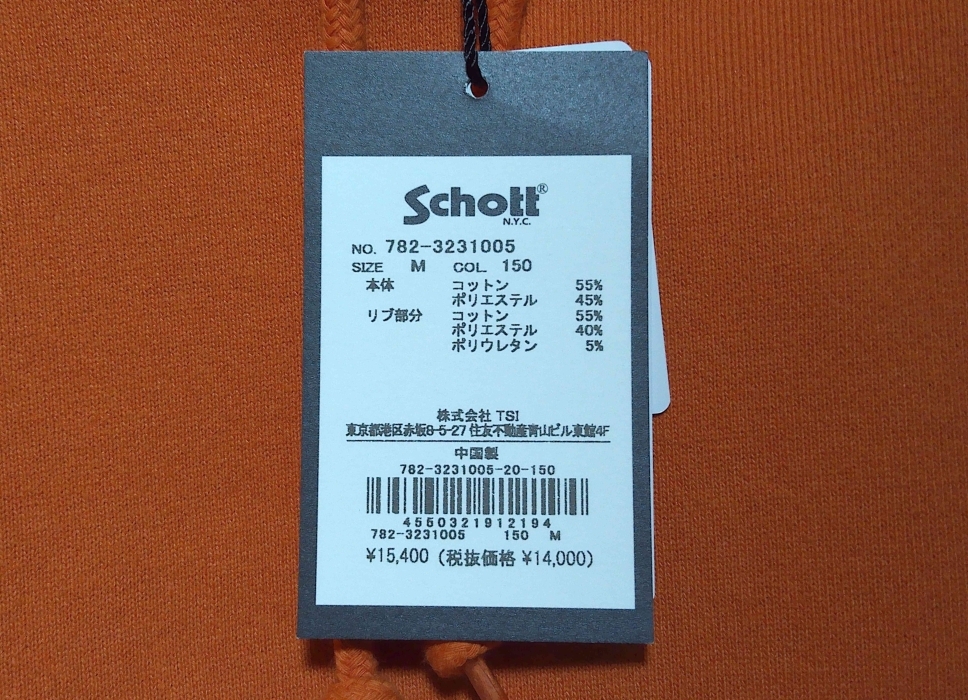 Schott®
N.Y.C.
NO. 782-3231005
SIZE M COL. 150
本体 コットン 55%
ポリエステル 45%
リブ部分 コットン 55%
ポリエステル 40%
ポリウレタン 5%
株式会社 TSI
東京都港区赤坂8-5-27 住友不動産青山ビル東館4F
中国製
782-3231005-20-150
4550321912194
782-3231005 150 M
¥15,400 (税抜価格 ¥14,000)